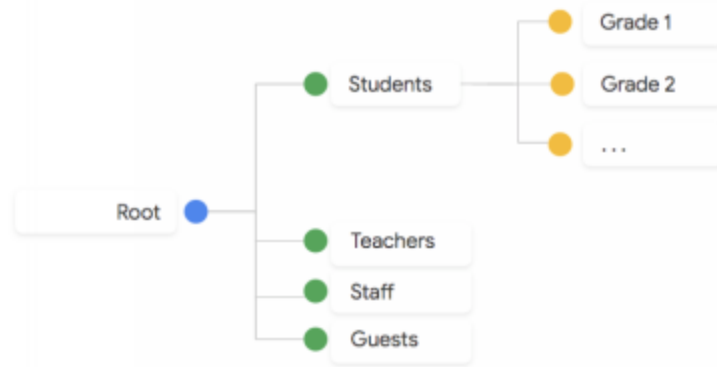 Grade 1
Students
Grade 2
...
Root
Teachers
Staff
Guests